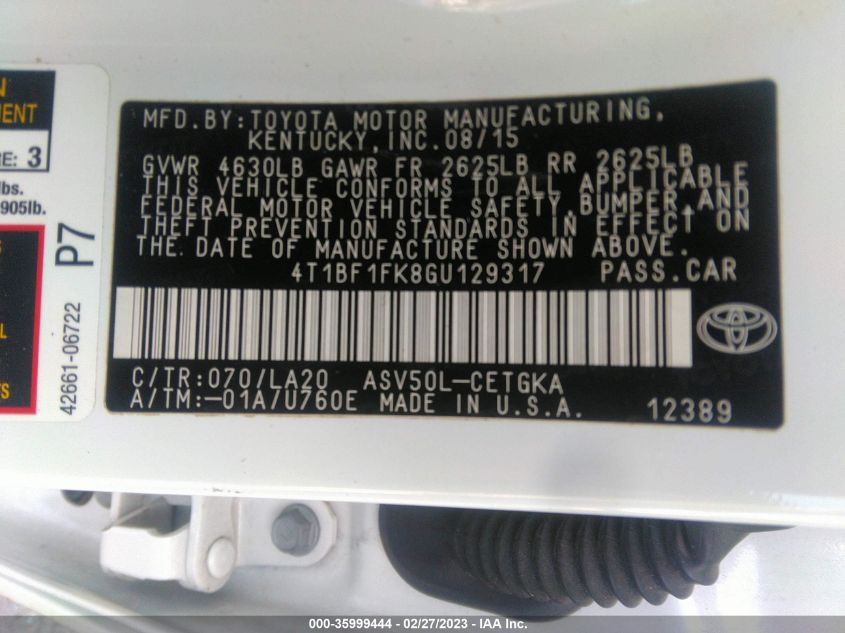 N
MENT
RE: 3
lbs.
905lb.
S
L
TS
P7
42661-06722
MFD.BY:TOYOTA MOTOR MANUFACTURING,
KENTUCKY,INC.08/15
GVWR 4630LB GAWR FR 2625LB RR 2625LB
THIS VEHICLE CONFORMS TO ALL APPLICABLE
FEDERAL MOTOR VEHICLE SAFETY,BUMPER,AND
THEFT PREVENTION STANDARDS IN EFFECT ON
THE DATE OF MANUFACTURE SHOWN ABOVE.
4T1BF1FK8GU129317 PASS.CAR
C/TR:070/LA20 ASV50L-CETGKA
A/TM:-01A/U760E MADE IN U.S.A. 12389
000-35999444 - 02/27/2023 - IAA Inc.